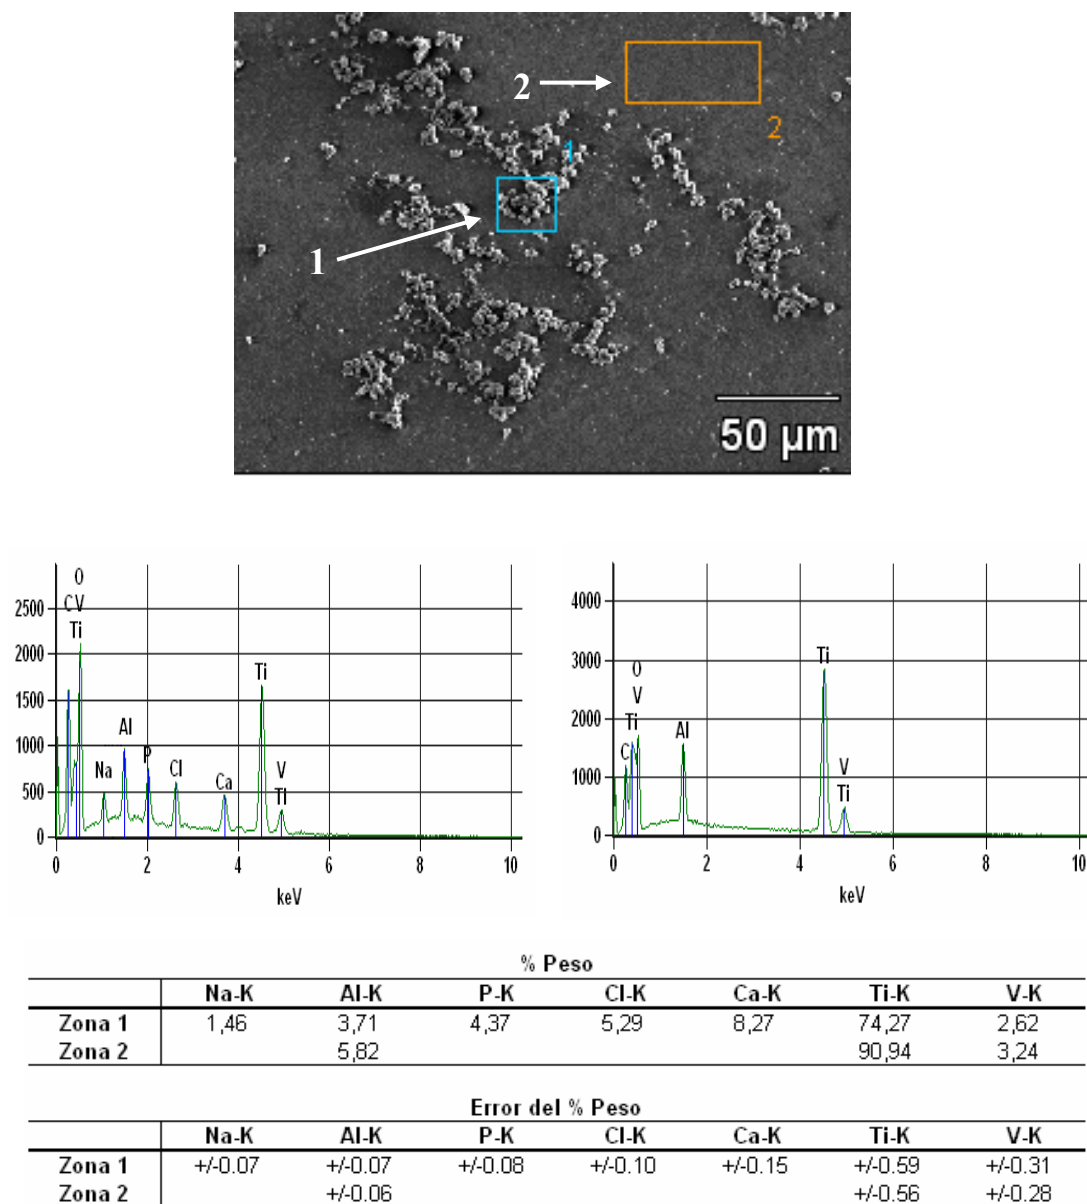 2
2
1
1
50 µm
O
C V
Ti
2500
2000
1500
1000
500
0
Na
Al
P
Cl
Ca
Ti
V
Ti
0 2 4 6 8 10
keV
4000
3000
2000
1000
0
O
V
Ti
C
Al
Ti
V
Ti
0 2 4 6 8 10
keV
% Peso
Na-K Al-K P-K Cl-K Ca-K Ti-K V-K
Zona 1 1,46 3,71 4,37 5,29 8,27 74,27 2,62
Zona 2 5,82 90,94 3,24
Error del % Peso
Na-K Al-K P-K Cl-K Ca-K Ti-K V-K
Zona 1 +/-0.07 +/-0.07 +/-0.08 +/-0.10 +/-0.15 +/-0.59 +/-0.31
Zona 2 +/-0.06 +/-0.56 +/-0.28